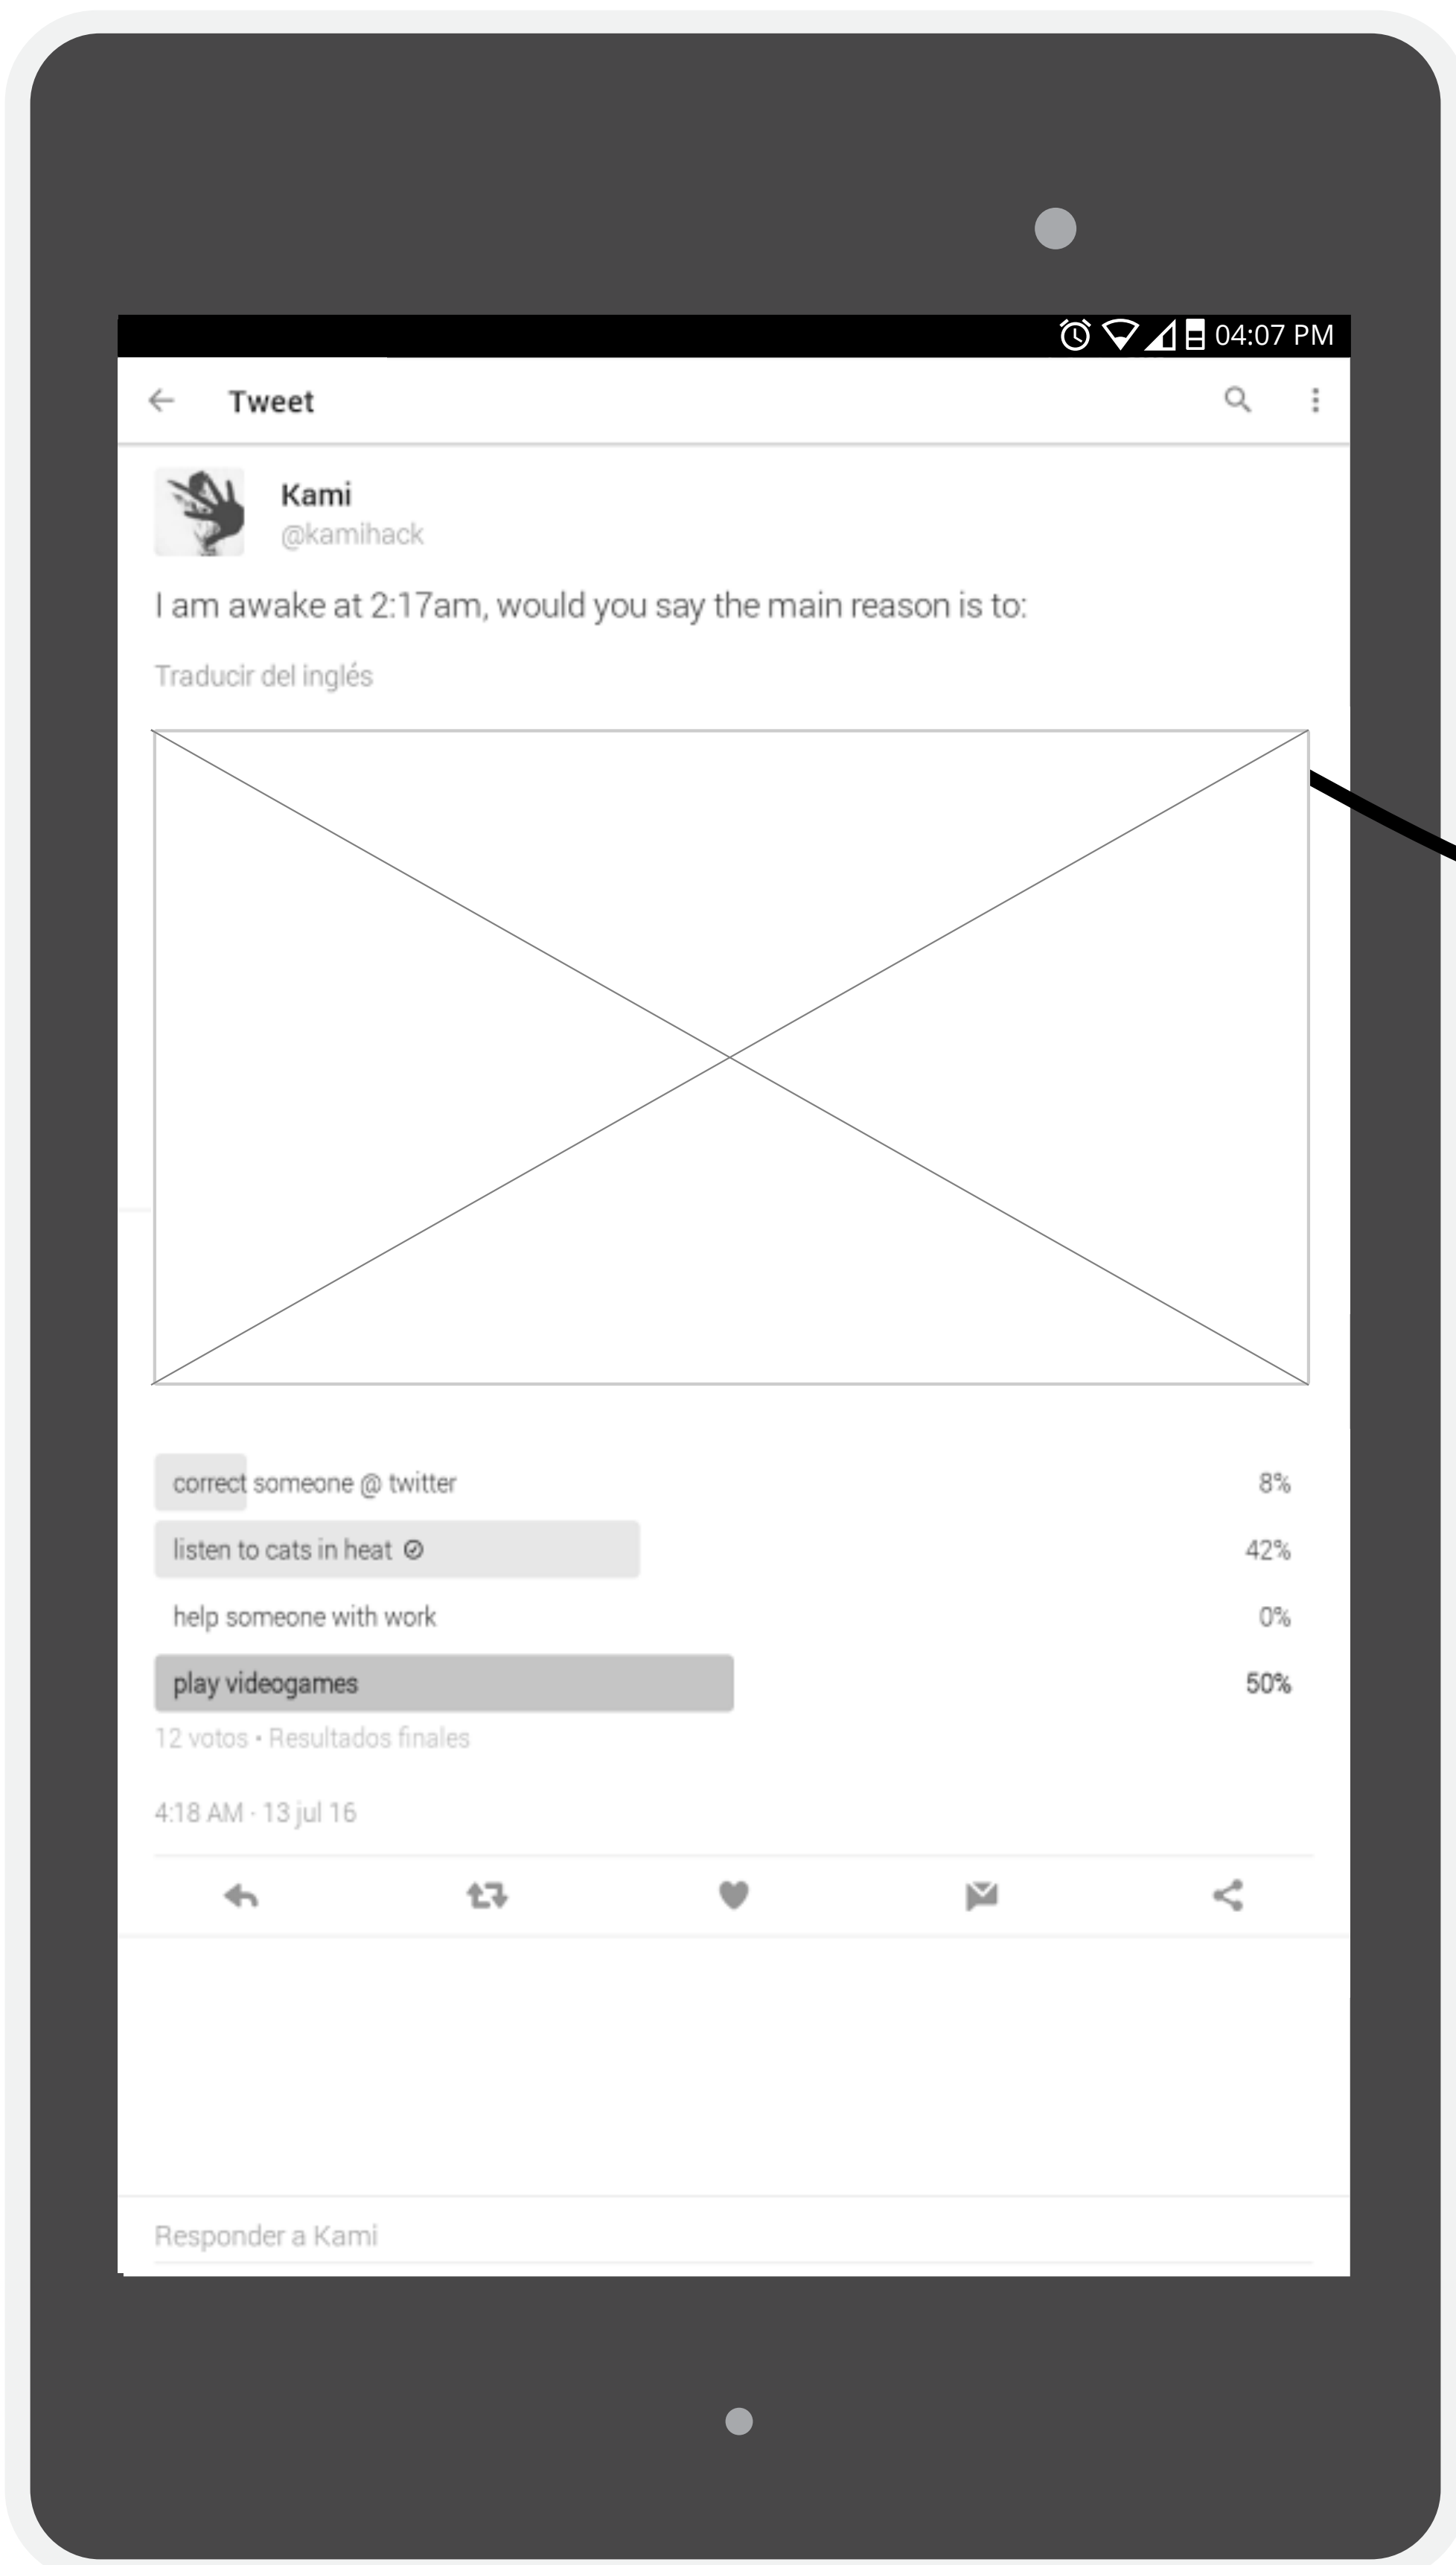 04:07 PM
Tweet
Kami
@kamihack
I am awake at 2:17am, would you say the main reason is to:
Traducir del inglés
correct someone @ twitter 8%
listen to cats in heat 42%
help someone with work 0%
play videogames 50%
12 votos • Resultados finales
4:18 AM · 13 jul 16
Responder a Kami